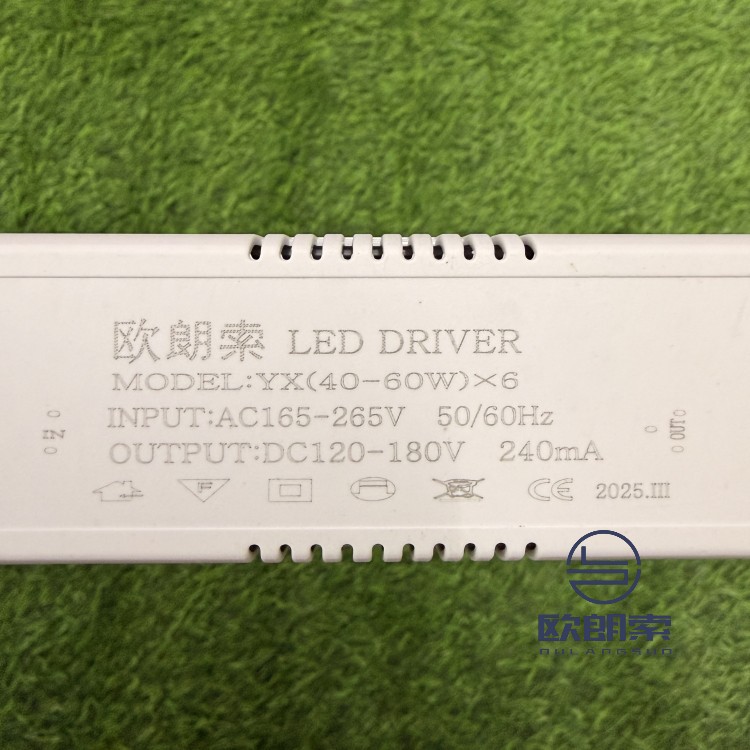 欧朗索 LED DRIVER
MODEL:YX(40-60W)×6
INPUT:AC165-265V 50/60Hz
OUTPUT:DC120-180V 240mA
IN
OUT
F
CE 2025.III
欧朗索